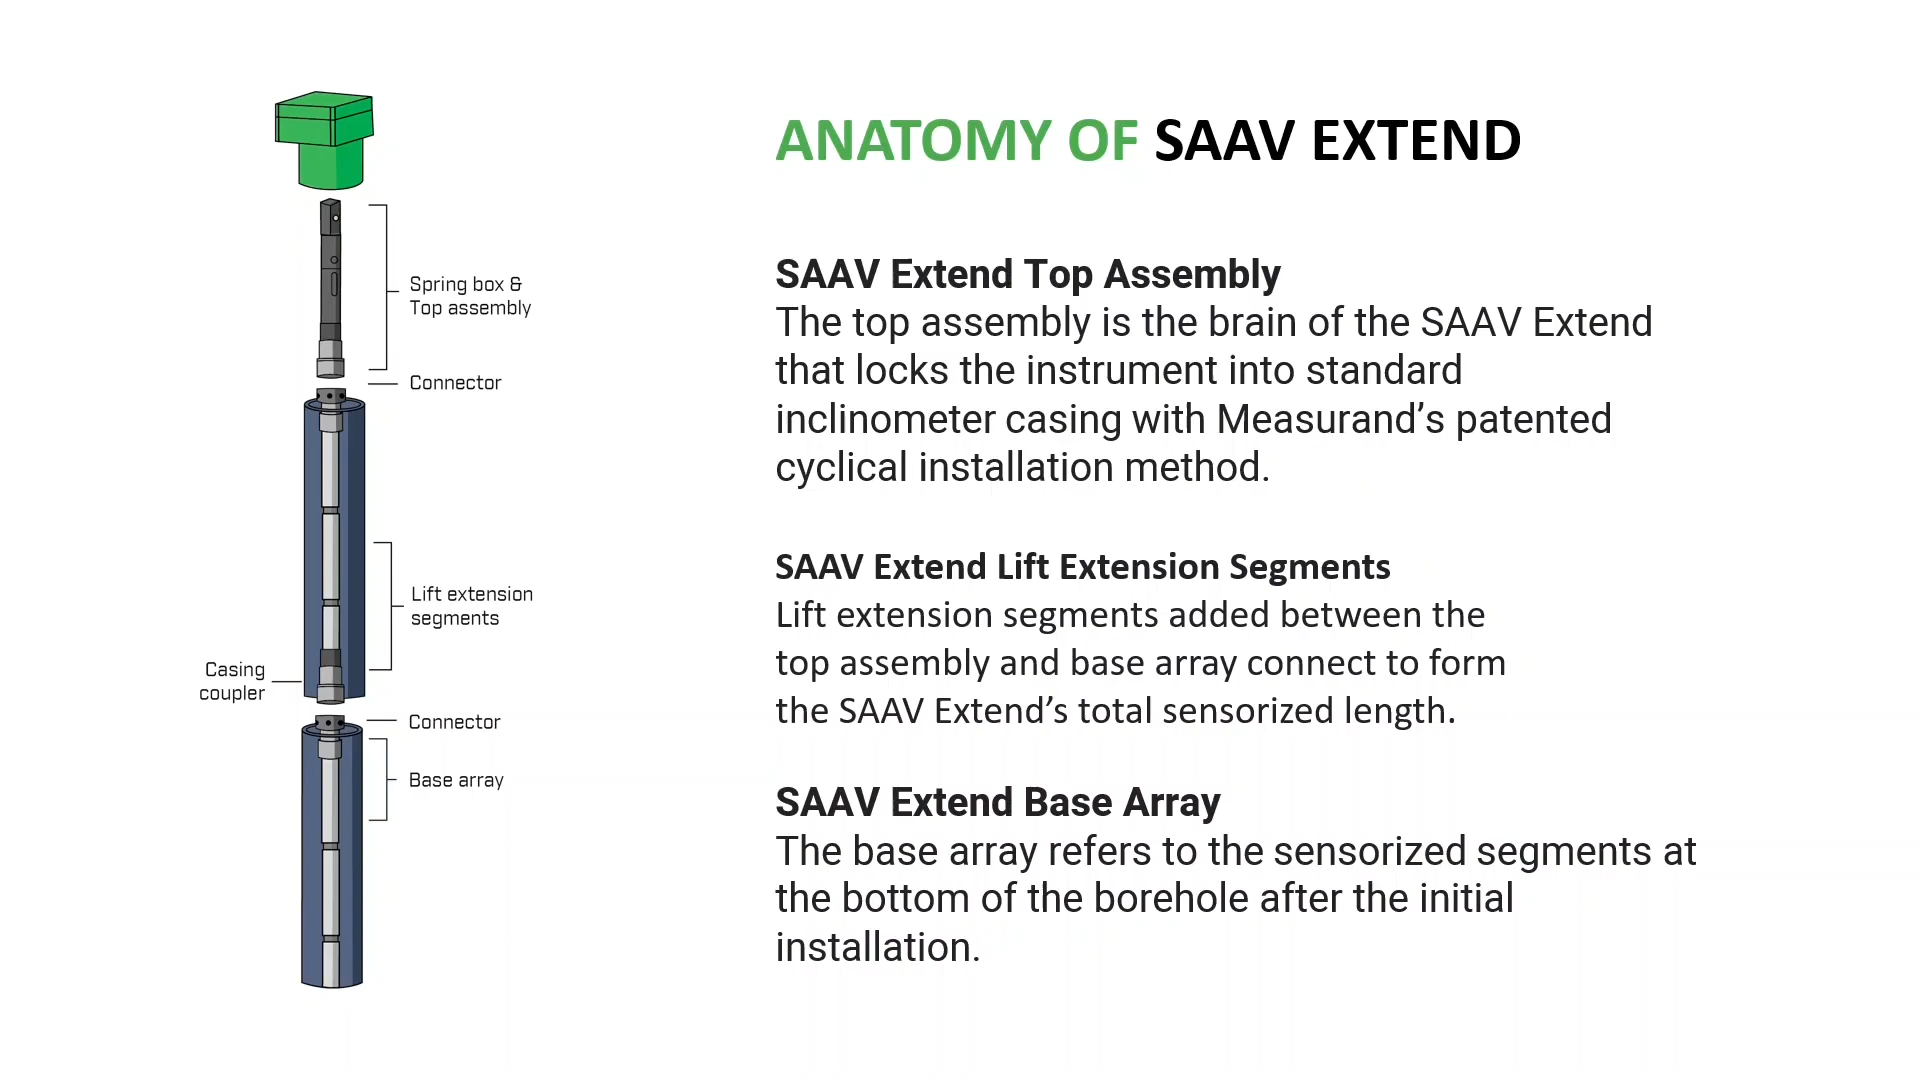 ANATOMY OF SAAV EXTEND
Spring box &
Top assembly
Connector
Lift extension
segments
Casing
coupler
Connector
Base array
SAAV Extend Top Assembly
The top assembly is the brain of the SAAV Extend
that locks the instrument into standard
inclinometer casing with Measurand’s patented
cyclical installation method.
SAAV Extend Lift Extension Segments
Lift extension segments added between the
top assembly and base array connect to form
the SAAV Extend’s total sensorized length.
SAAV Extend Base Array
The base array refers to the sensorized segments at
the bottom of the borehole after the initial
installation.